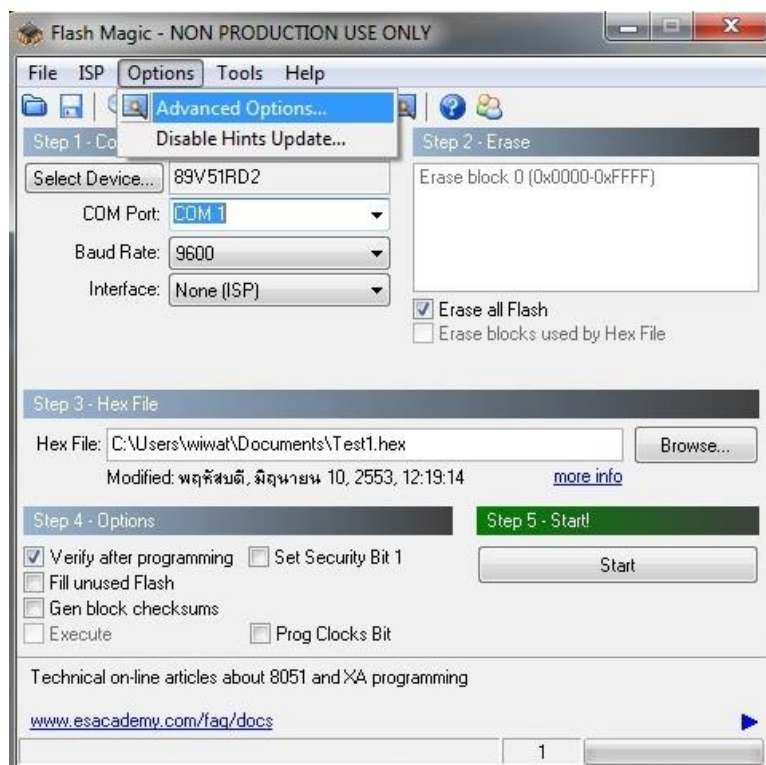 Flash Magic - NON PRODUCTION USE ONLY
File ISP Options Tools Help
Advanced Options...
Disable Hints Update...
Step 1 - Co
Select Device... 89V51RD2
COM Port: COM 1
Baud Rate: 9600
Interface: None (ISP)
Step 2 - Erase
Erase block 0 (0x0000-0xFFFF)
Erase all Flash
Erase blocks used by Hex File
Step 3 - Hex File
Hex File: C:\Users\wiwat\Documents\Test1.hex Browse...
Modified: พฤหัสบดี, มิถุนายน 10, 2553, 12:19:14 more info
Step 4 - Options
Verify after programming Set Security Bit 1
Fill unused Flash
Gen block checksums
Execute Prog Clocks Bit
Step 5 - Start!
Start
Technical on-line articles about 8051 and XA programming
www.esacademy.com/faq/docs
1